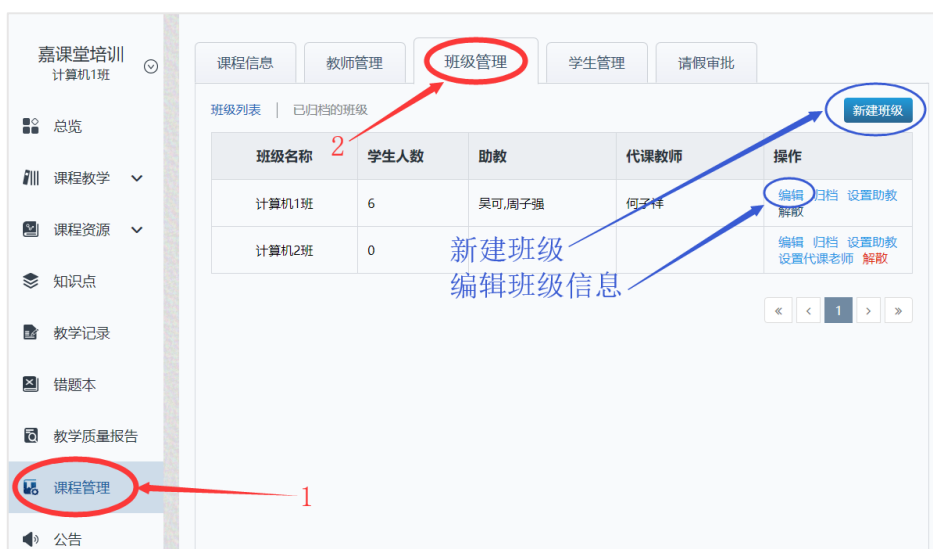 嘉课堂培训
计算机1班
总览
课程教学
课程资源
知识点
教学记录
错题本
教学质量报告
课程管理
公告
1
课程信息 教师管理 班级管理 学生管理 请假审批
2
班级列表 | 已归档的班级 新建班级
班级名称 学生人数 助教 代课教师 操作
计算机1班 6 吴可,周子强 何子祥 编辑 归档 设置助教
解散
计算机2班 0 编辑 归档 设置助教
设置代课老师 解散
新建班级
编辑班级信息
« < 1 > »